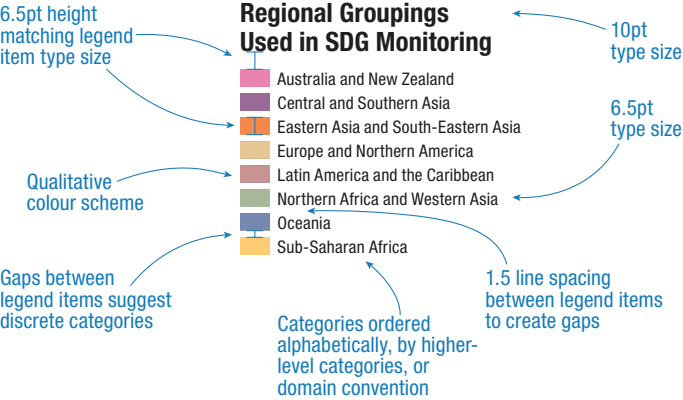 6.5pt height
matching legend
item type size
Regional Groupings
Used in SDG Monitoring
10pt
type size
Australia and New Zealand
Central and Southern Asia
Eastern Asia and South-Eastern Asia
Europe and Northern America
Latin America and the Caribbean
Northern Africa and Western Asia
Oceania
Sub-Saharan Africa
6.5pt
type size
Qualitative
colour scheme
Gaps between
legend items suggest
discrete categories
Categories ordered
alphabetically, by higher-
level categories, or
domain convention
1.5 line spacing
between legend items
to create gaps